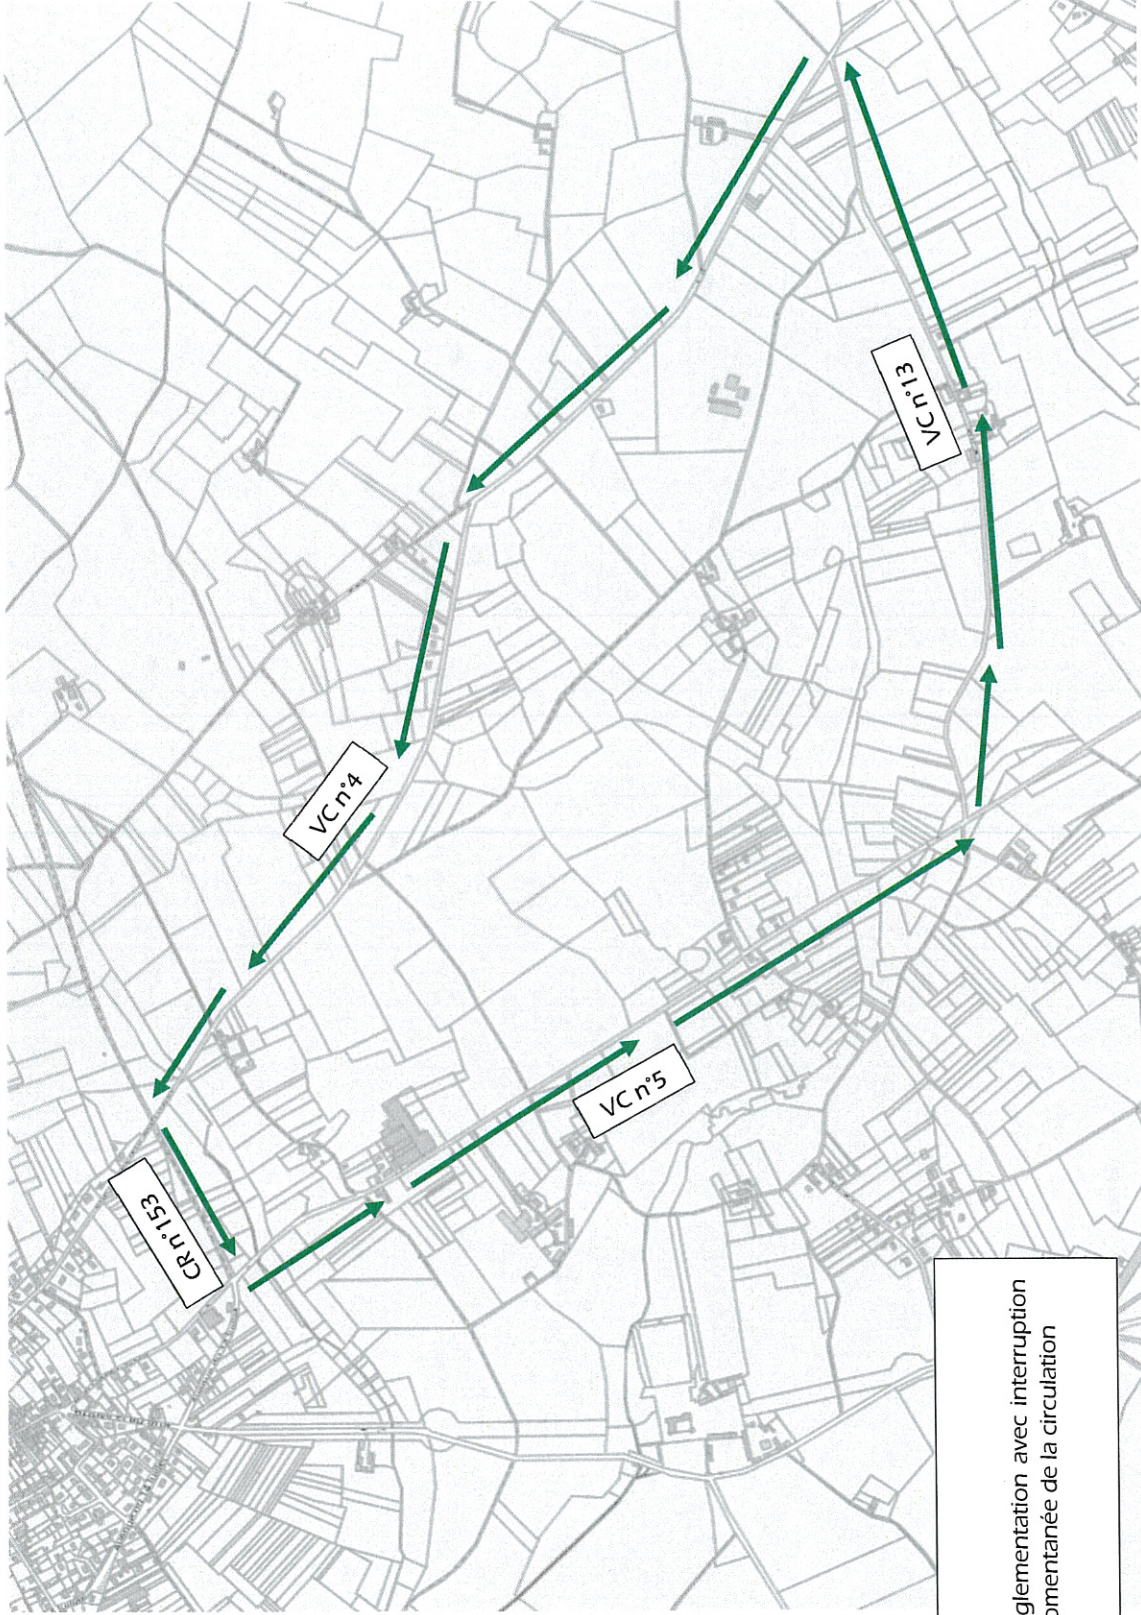 VC n°13
VC n°4
VC n°5
CR n°153
glementation avec interruption
omentanée de la circulation